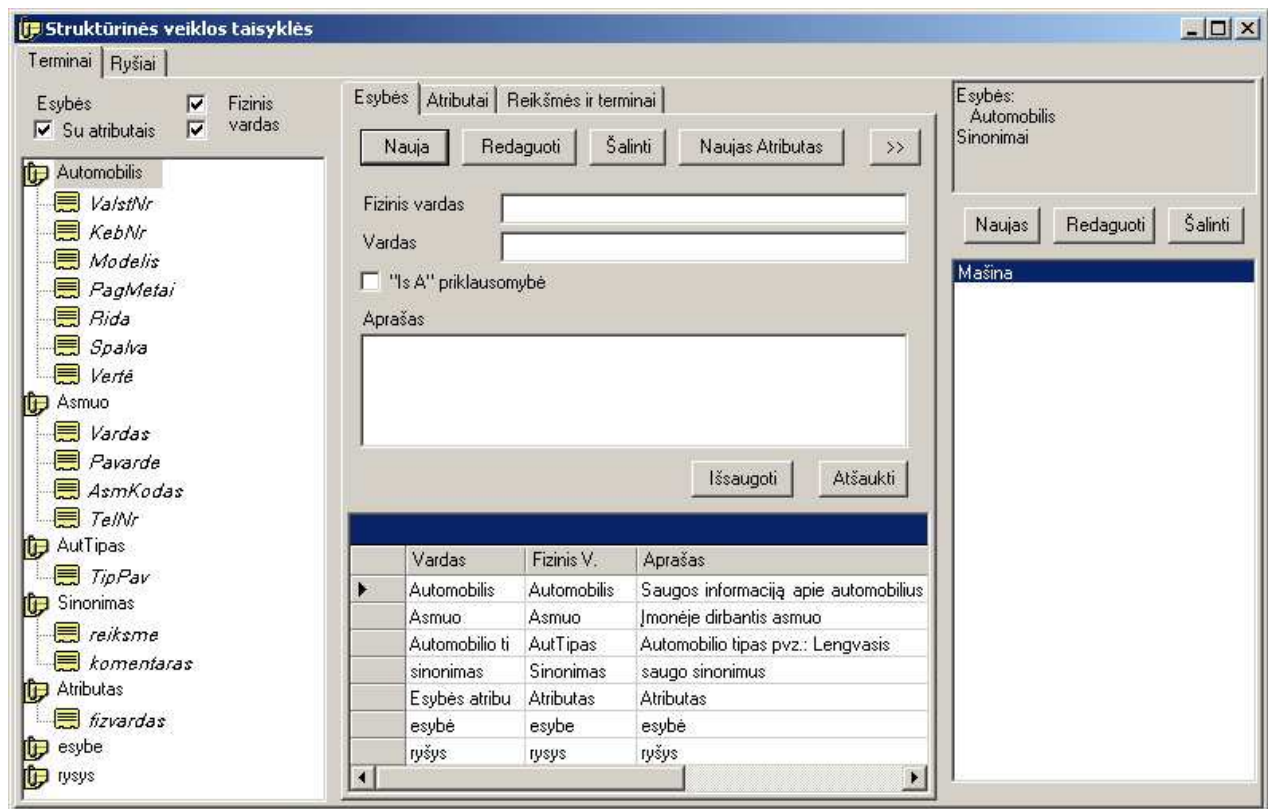 Struktūrinės veiklos taisyklės
Terminai
Ryšiai
Esybės
Fizinis
vardas
Su atributais
Automobilis
ValstNr
KebNr
Modelis
PagMetai
Rida
Spalva
Vertė
Asmuo
Vardas
Pavarde
AsmKodas
TelNr
AutTipas
TipPav
Sinonimas
reiksme
komentaras
Atributas
fizvardas
esybe
rysys
Esybės
Atributai
Reikšmės ir terminai
Nauja
Redaguoti
Šalinti
Naujas Atributas
>>
Fizinis vardas
Vardas
"Is A" priklausomybė
Aprašas
Išsaugoti
Atšaukti
Vardas Fizinis V. Aprašas
Automobilis Automobilis Saugos informaciją apie automobilius
Asmuo Asmuo Įmonėje dirbantis asmuo
Automobilio ti AutTipas Automobilio tipas pvz.: Lengvasis
sinonimas Sinonimas saugo sinonimus
Esybės atribu Atributas Atributas
esybė esybe esybė
ryšys rysys ryšys
Esybės:
Automobilis
Sinonimai
Naujas
Redaguoti
Šalinti
Mašina